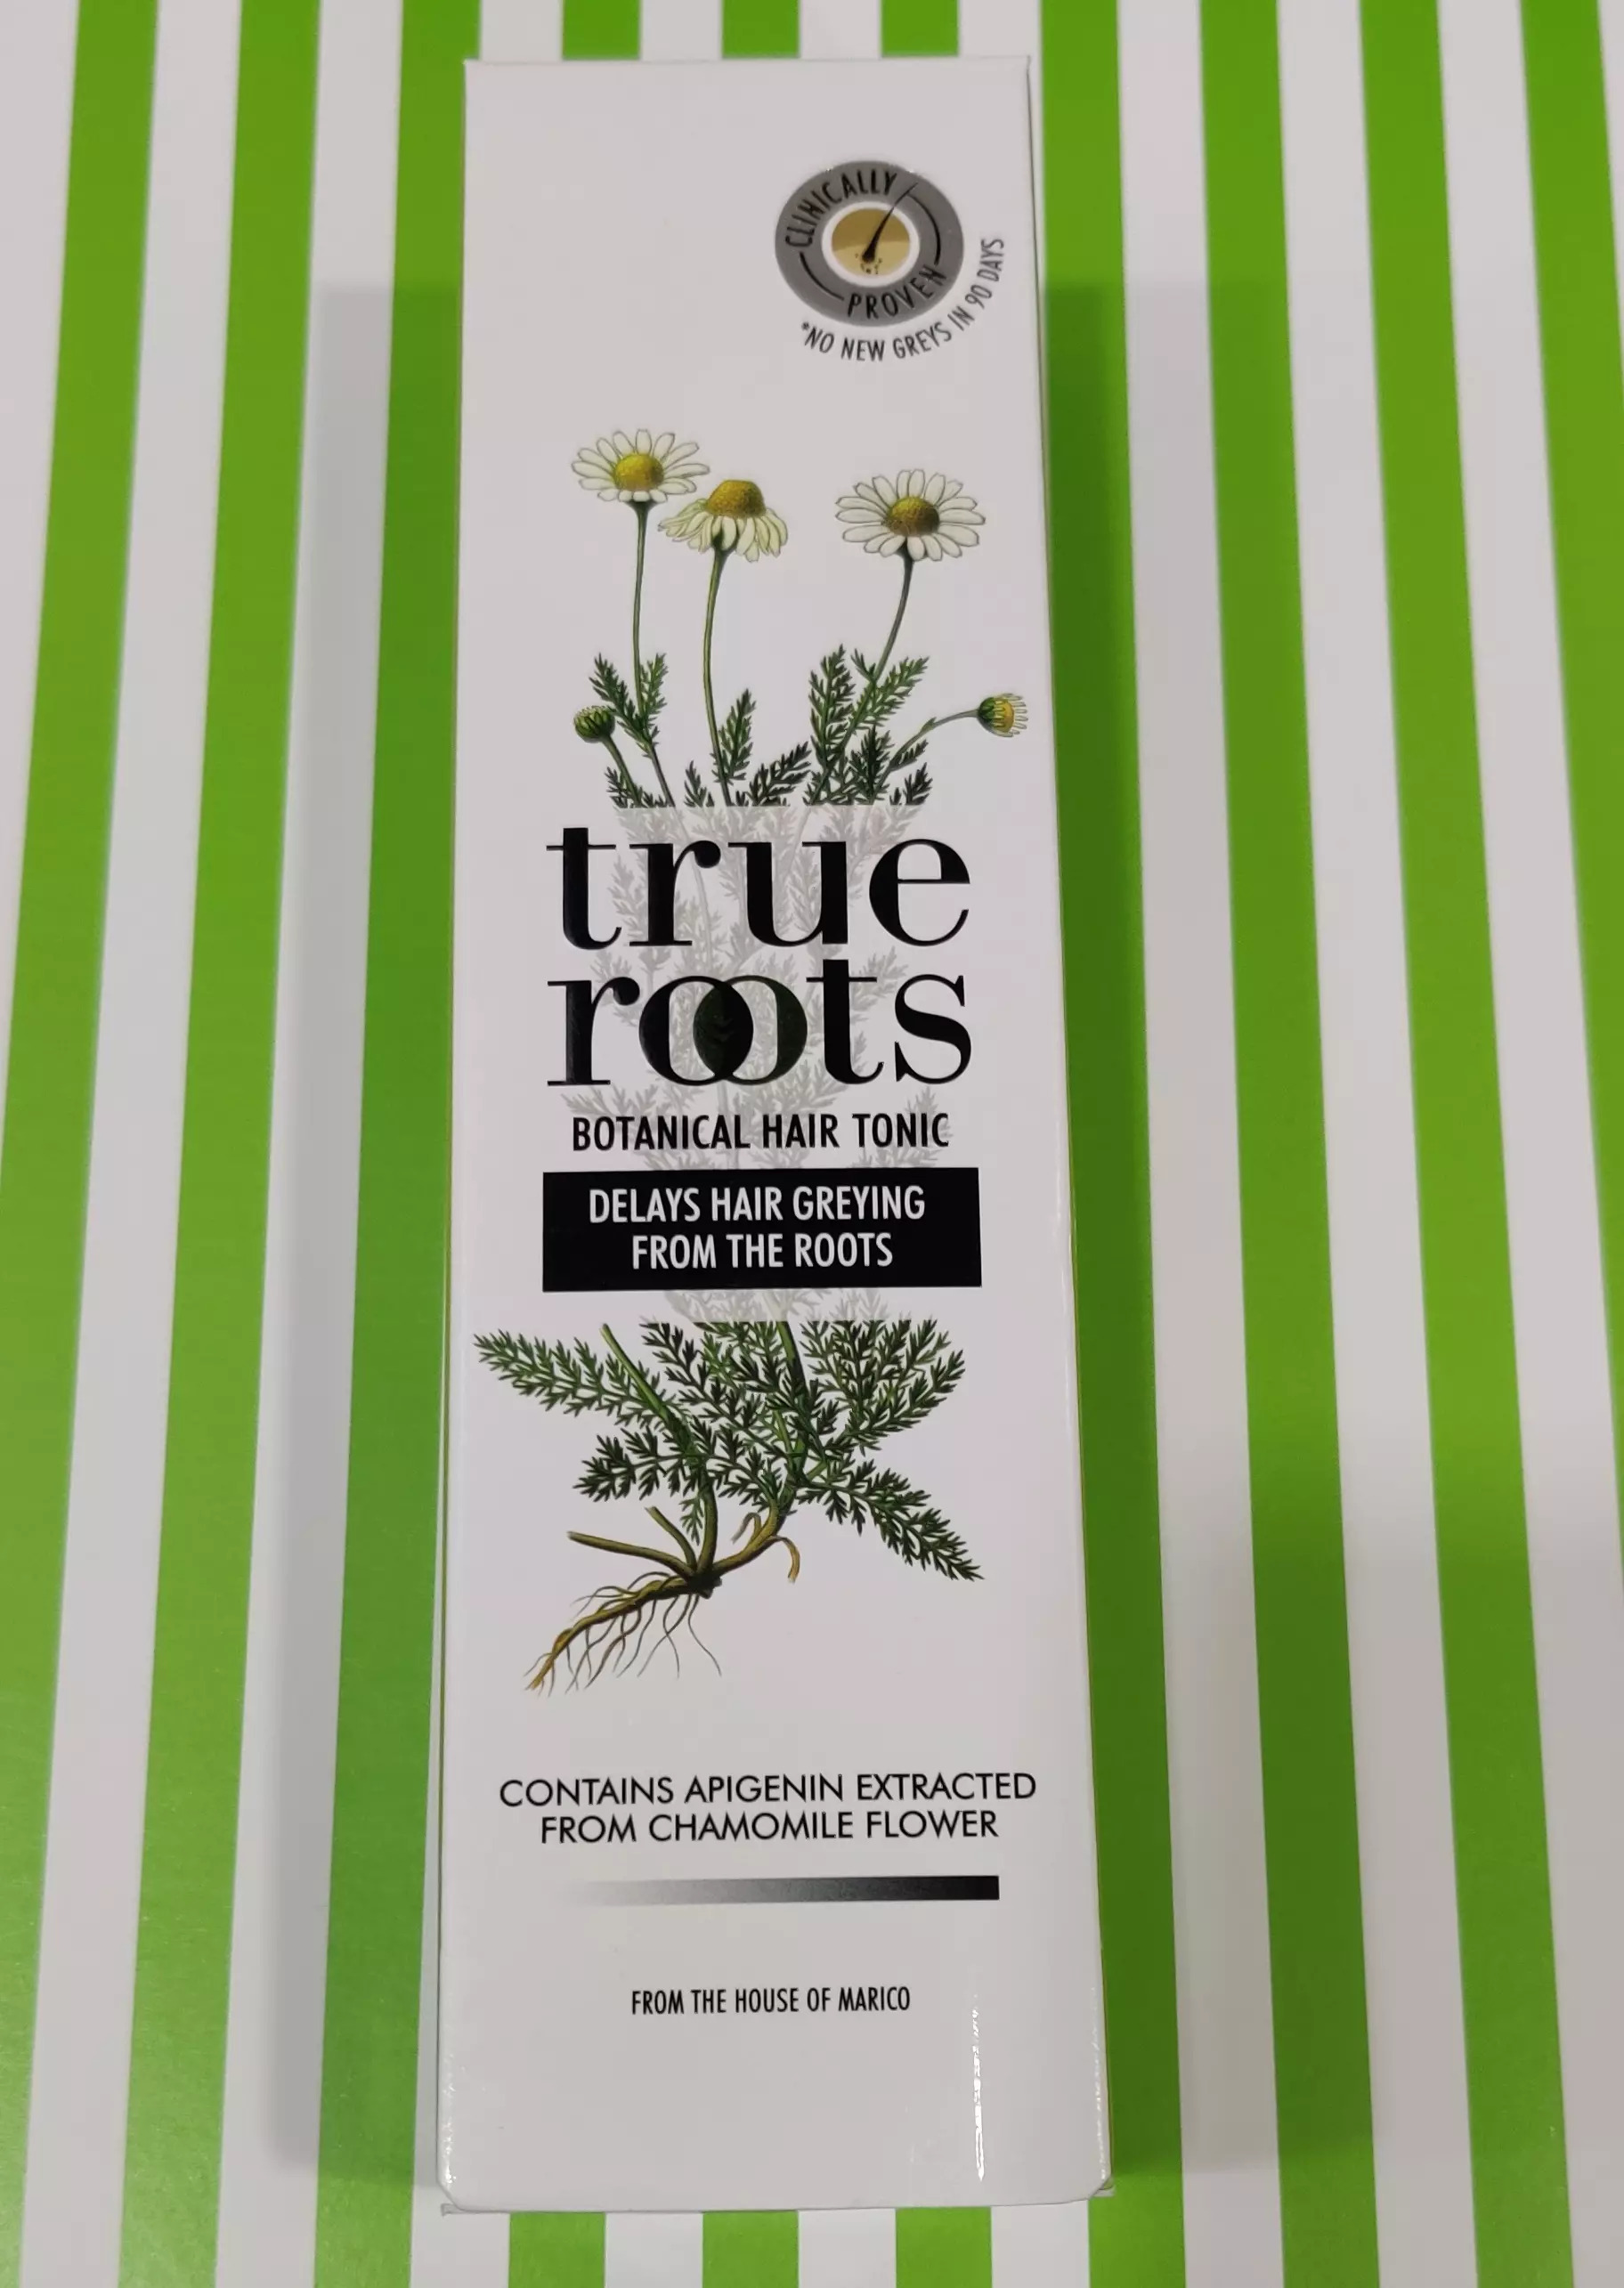 CLINICALLY
PROVEN
*NO NEW GREYS IN 90 DAYS
true
roots
BOTANICAL HAIR TONIC
DELAYS HAIR GREYING
FROM THE ROOTS
CONTAINS APIGENIN EXTRACTED
FROM CHAMOMILE FLOWER
FROM THE HOUSE OF MARICO